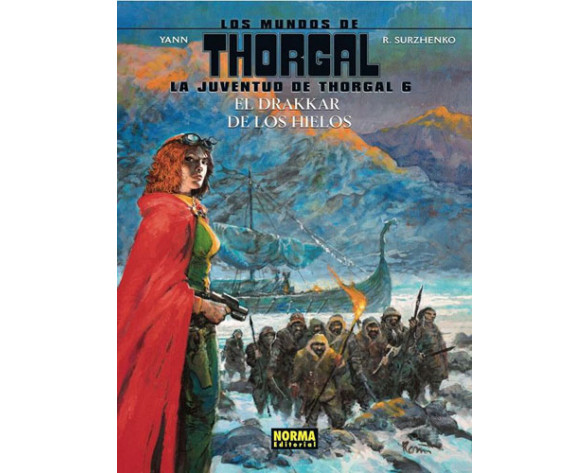 LOS MUNDOS DE
YANN
THORGAL
R. SURZHENKO
LA JUVENTUD DE THORGAL 6
EL DRAKKAR
DE LOS HIELOS
NORMA
Editorial